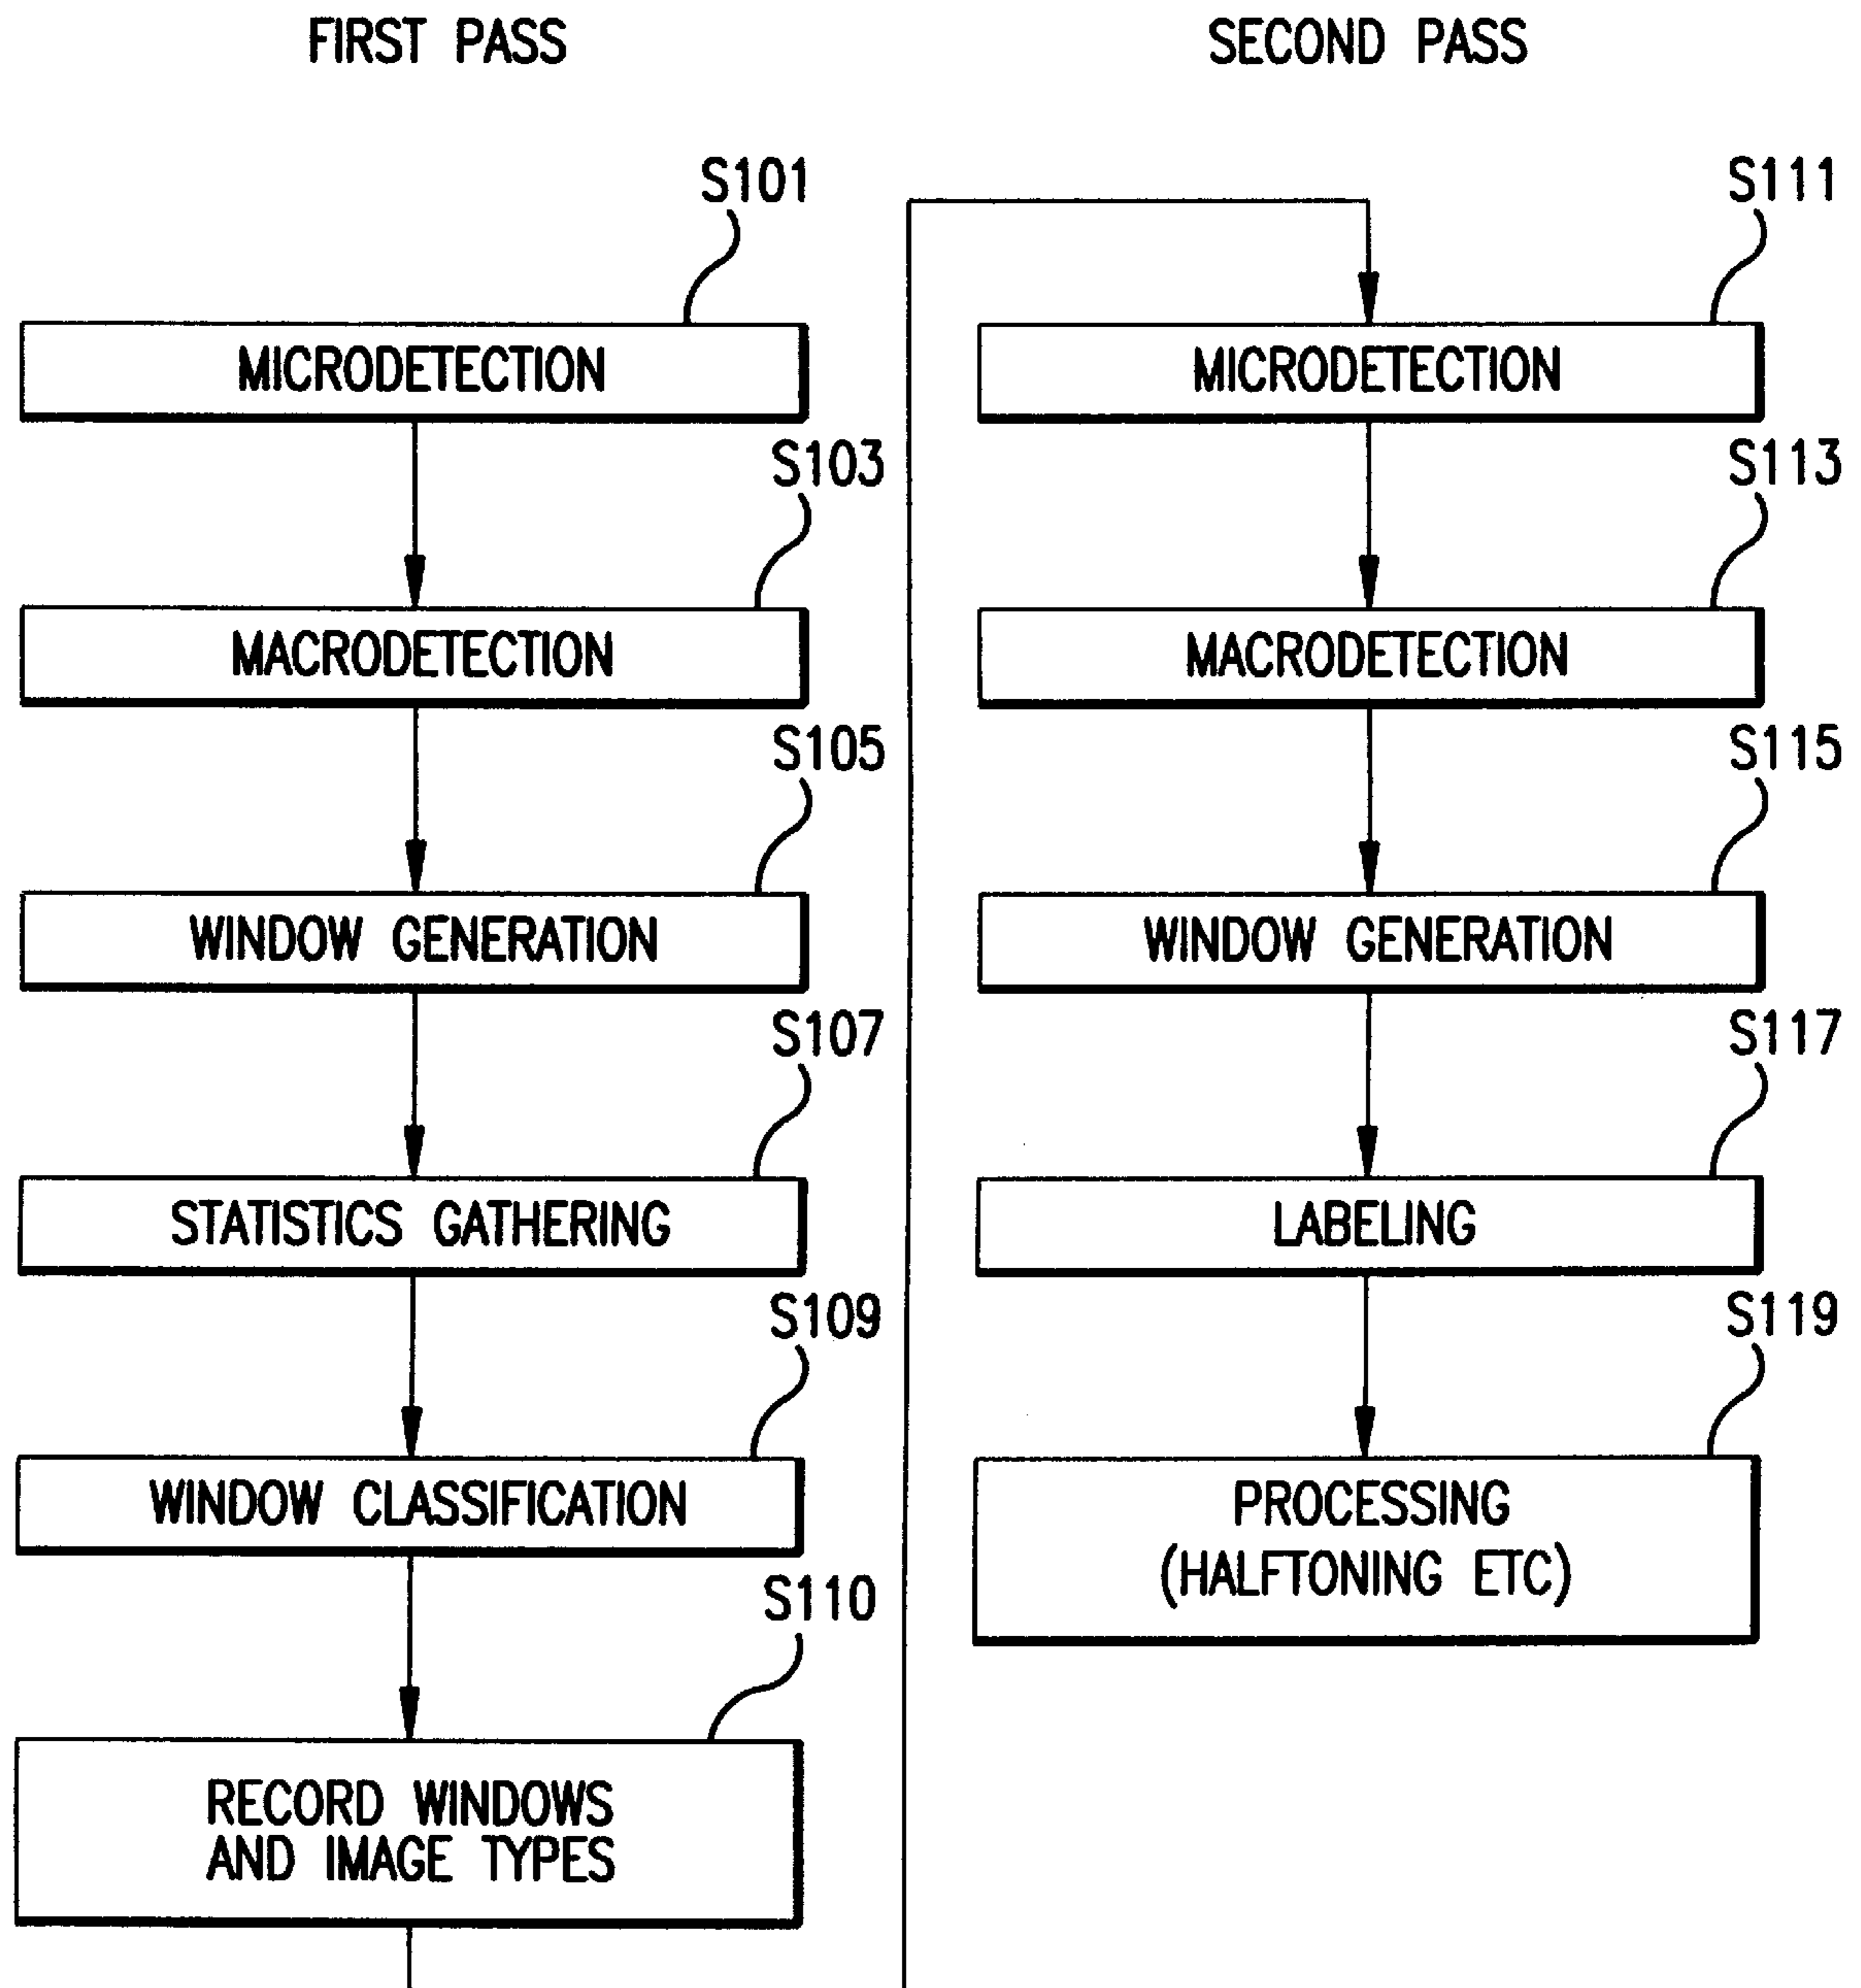 FIRST PASS
S101
MICRODETECTION
S103
MACRODETECTION
S105
WINDOW GENERATION
S107
STATISTICS GATHERING
S109
WINDOW CLASSIFICATION
S110
RECORD WINDOWS
AND IMAGE TYPES
SECOND PASS
S111
MICRODETECTION
S113
MACRODETECTION
S115
WINDOW GENERATION
S117
LABELING
S119
PROCESSING
(HALFTONING ETC)